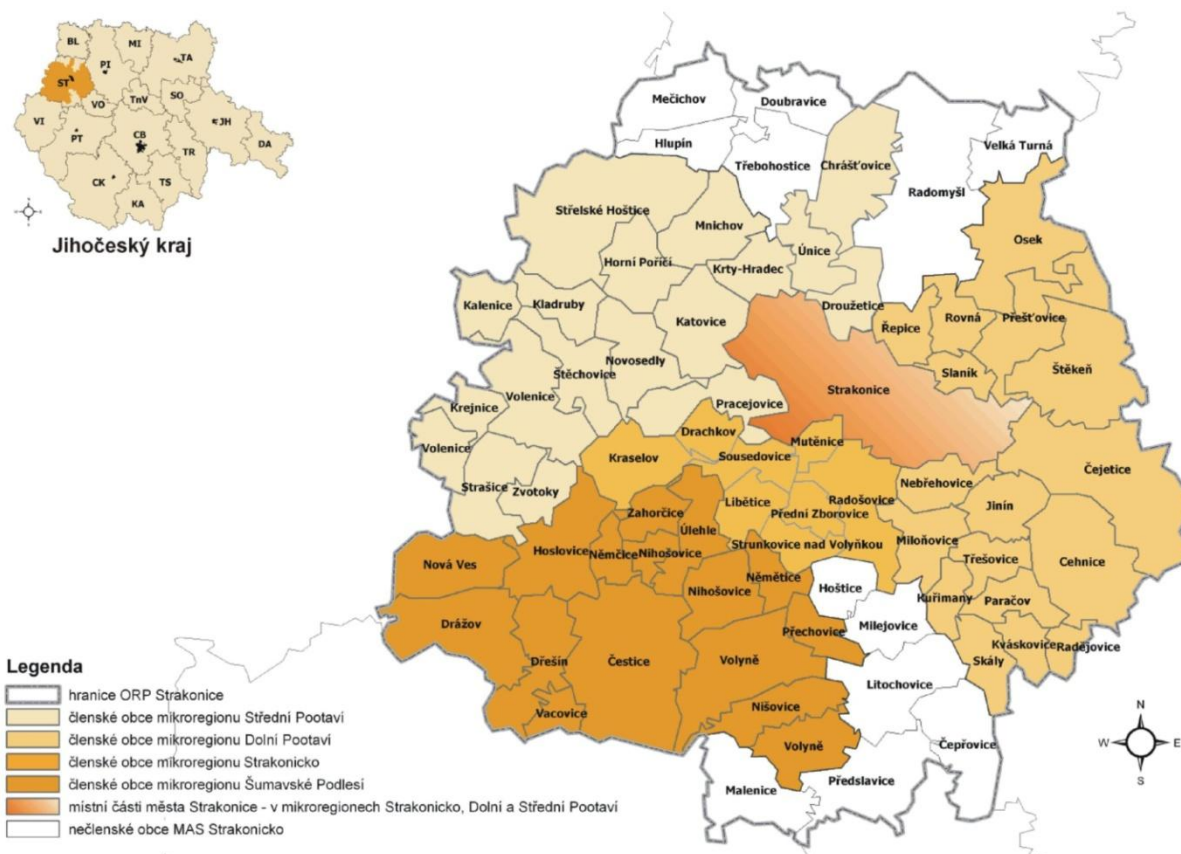 BL
MI
TA
PI
ST
VO
TnV
SO
VI
PT
CB
JH
DA
TR
CK
TS
KA
Jihočeský kraj
Mečichov
Doubravice
Hlupín
Třebohostice
Chrášťovice
Velká Turná
Radomyšl
Střelské Hoštice
Mnichov
Osek
Únice
Horní Poříčí
Krty-Hradec
Kalenice
Kladruby
Katovice
Droužetice
Řepice
Rovná
Přešťovice
Novosedly
Štěchovice
Slaník
Štěkeň
Strakonice
Volenice
Krejnice
Pracejovice
Drachkov
Mutěnice
Volenice
Kraselov
Sousedovice
Čejetice
Strašice
Zvotoky
Nebřehovice
Libětice
Radošovice
Jinín
Zahorčice
Přední Zborovice
Úlehle
Strunkovice nad Volyňkou
Miloňovice
Hoslovice
Němčice
Nihošovice
Třešovice
Cehnice
Nová Ves
Němětice
Nihošovice
Hoštice
Kuřimany
Paračov
Drážov
Přechovice
Milejovice
Kváskovice
Radějovice
Dřešín
Čestice
Volyně
Skály
Litochovice
Vacovice
Nišovice
Volyně
Čepřovice
Malenice
Předslavice
N
W
E
S
Legenda
hranice ORP Strakonice
členské obce mikroregionu Střední Pootaví
členské obce mikroregionu Dolní Pootaví
členské obce mikroregionu Strakonicko
členské obce mikroregionu Šumavské Podlesí
místní části města Strakonice - v mikroregionech Strakonicko, Dolní a Střední Pootaví
nečlenské obce MAS Strakonicko